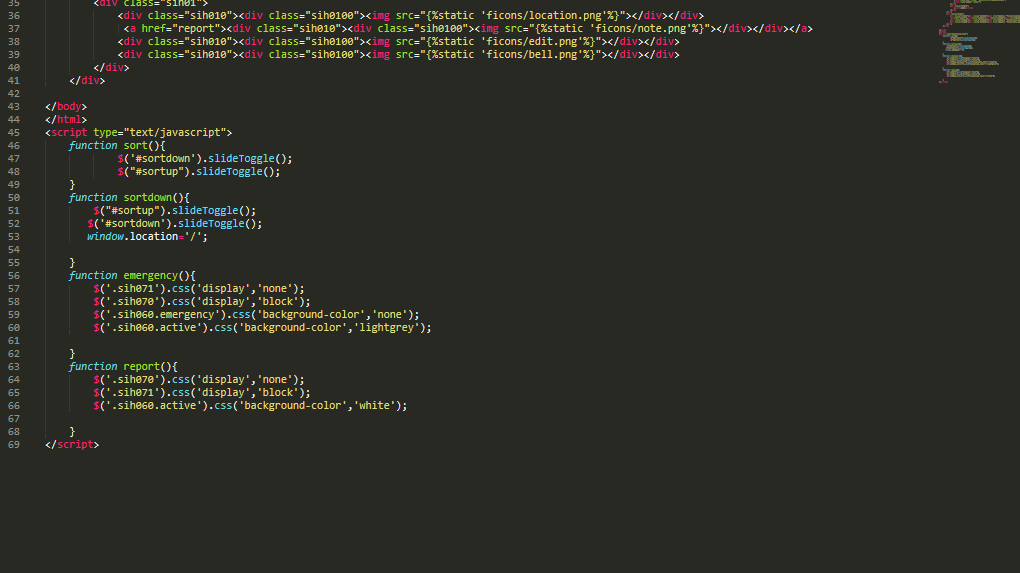 35 <div class="sih01">
36 <div class="sih010"><div class="sih0100"><img src="{%static 'ficons/location.png'%}"></div></div>
37 <a href="report"><div class="sih010"><div class="sih0100"><img src="{%static 'ficons/note.png'%}"></div></div></a>
38 <div class="sih010"><div class="sih0100"><img src="{%static 'ficons/edit.png'%}"></div></div>
39 <div class="sih010"><div class="sih0100"><img src="{%static 'ficons/bell.png'%}"></div></div>
40 </div>
41 </div>
42
43 </body>
44 </html>
45 <script type="text/javascript">
46 function sort(){
47 $('#sortdown').slideToggle();
48 $("#sortup").slideToggle();
49 }
50 function sortdown(){
51 $("#sortup").slideToggle();
52 $('#sortdown').slideToggle();
53 window.location='/';
54
55 }
56 function emergency(){
57 $('.sih071').css('display','none');
58 $('.sih070').css('display','block');
59 $('.sih060.emergency').css('background-color','none');
60 $('.sih060.active').css('background-color','lightgrey');
61
62 }
63 function report(){
64 $('.sih070').css('display','none');
65 $('.sih071').css('display','block');
66 $('.sih060.active').css('background-color','white');
67
68 }
69 </script>